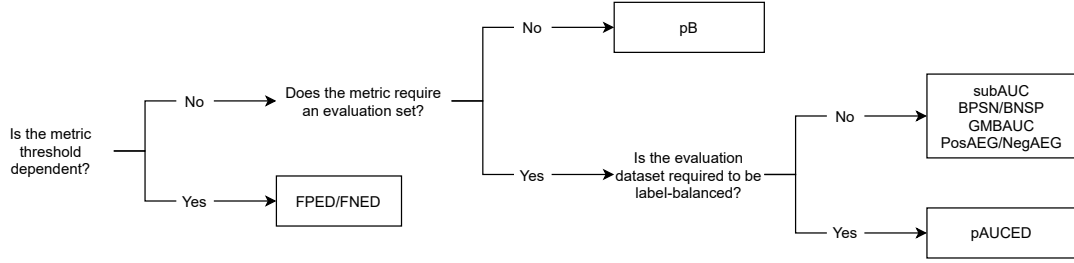 Is the metric
threshold
dependent?
No
Yes
FPED/FNED
Does the metric require
an evaluation set?
No
pB
Yes
Is the evaluation
dataset required to be
label-balanced?
No
subAUC
BPSN/BNSP
GMBAUC
PosAEG/NegAEG
Yes
pAUCED